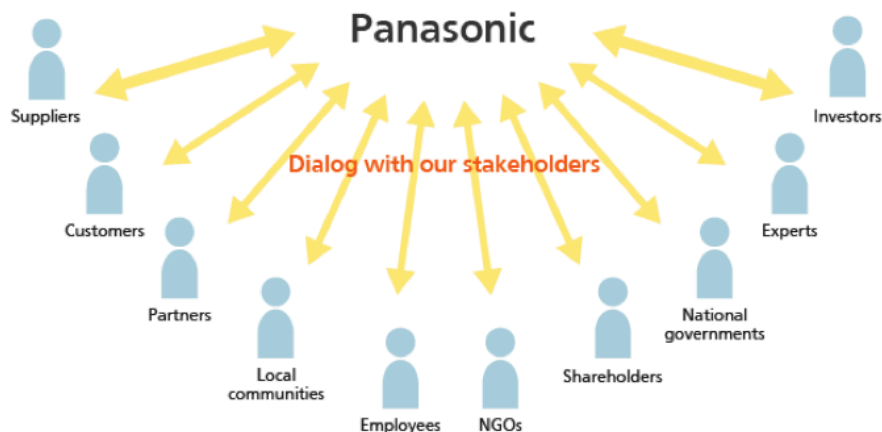 Panasonic
Suppliers
Investors
Dialog with our stakeholders
Customers
Experts
Partners
National
governments
Local
communities
Shareholders
Employees
NGOs